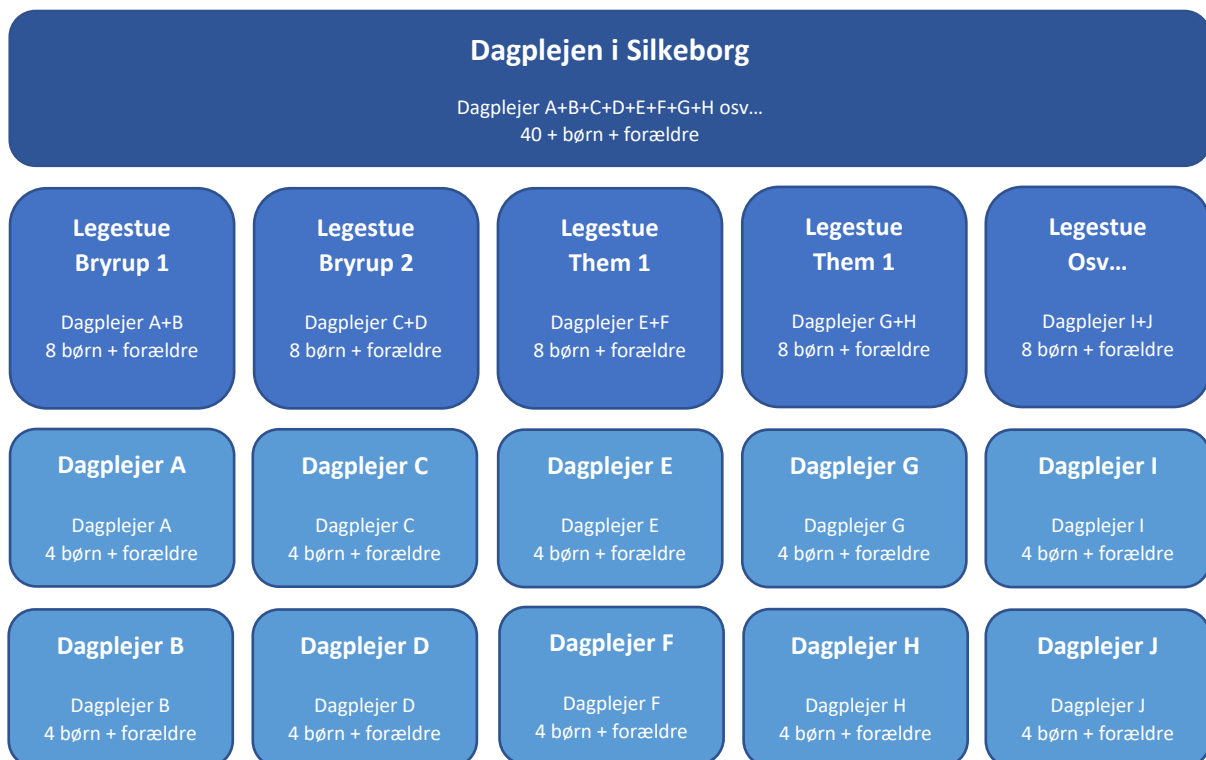 Dagplejen i Silkeborg
Dagplejer A+B+C+D+E+F+G+H osv...
40 + børn + forældre
Legestue
Bryrup 1
Dagplejer A+B
8 børn + forældre
Legestue
Bryrup 2
Dagplejer C+D
8 børn + forældre
Legestue
Them 1
Dagplejer E+F
8 børn + forældre
Legestue
Them 1
Dagplejer G+H
8 børn + forældre
Legestue
Osv...
Dagplejer I+J
8 børn + forældre
Dagplejer A
Dagplejer A
4 børn + forældre
Dagplejer C
Dagplejer C
4 børn + forældre
Dagplejer E
Dagplejer E
4 børn + forældre
Dagplejer G
Dagplejer G
4 børn + forældre
Dagplejer I
Dagplejer I
4 børn + forældre
Dagplejer B
Dagplejer B
4 børn + forældre
Dagplejer D
Dagplejer D
4 børn + forældre
Dagplejer F
Dagplejer F
4 børn + forældre
Dagplejer H
Dagplejer H
4 børn + forældre
Dagplejer J
Dagplejer J
4 børn + forældre